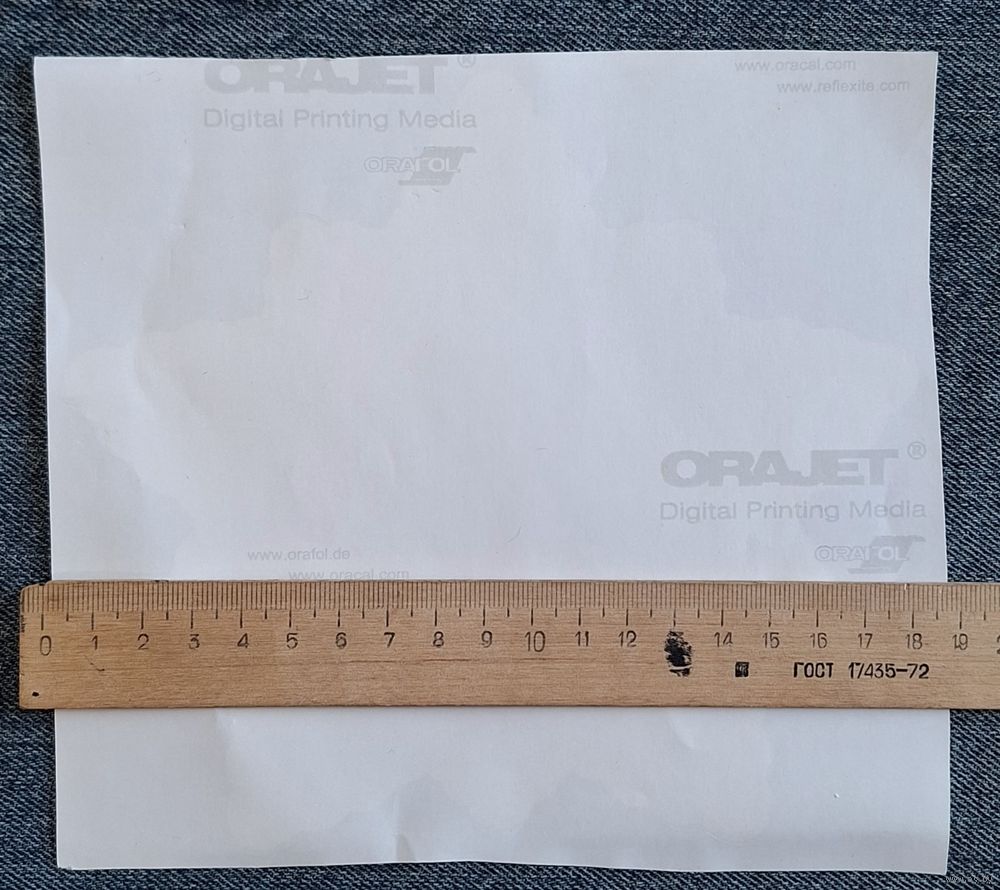 ORAJET®
www.oracal.com
www.reflexite.com
Digital Printing Media
ORAFOL
ORAJET®
Digital Printing Media
www.orafol.de
ORAFOL
www.oracal.com
0 1 2 3 4 5 6 7 8 9 10 11 12 14 15 16 17 18 19
ГОСТ 17435-72